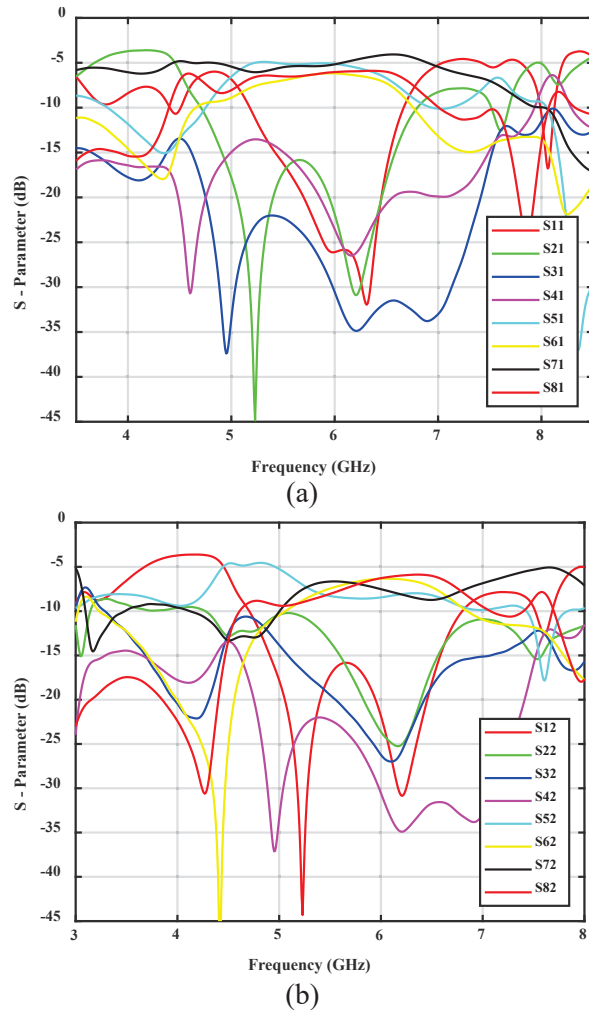 0
-5
-10
-15
-20
-25
-30
-35
-40
-45
S - Parameter (dB)
S11
S21
S31
S41
S51
S61
S71
S81
4 5 6 7 8
Frequency (GHz)
(a)
0
-5
-10
-15
-20
-25
-30
-35
-40
-45
S - Parameter (dB)
S12
S22
S32
S42
S52
S62
S72
S82
3 4 5 6 7 8
Frequency (GHz)
(b)